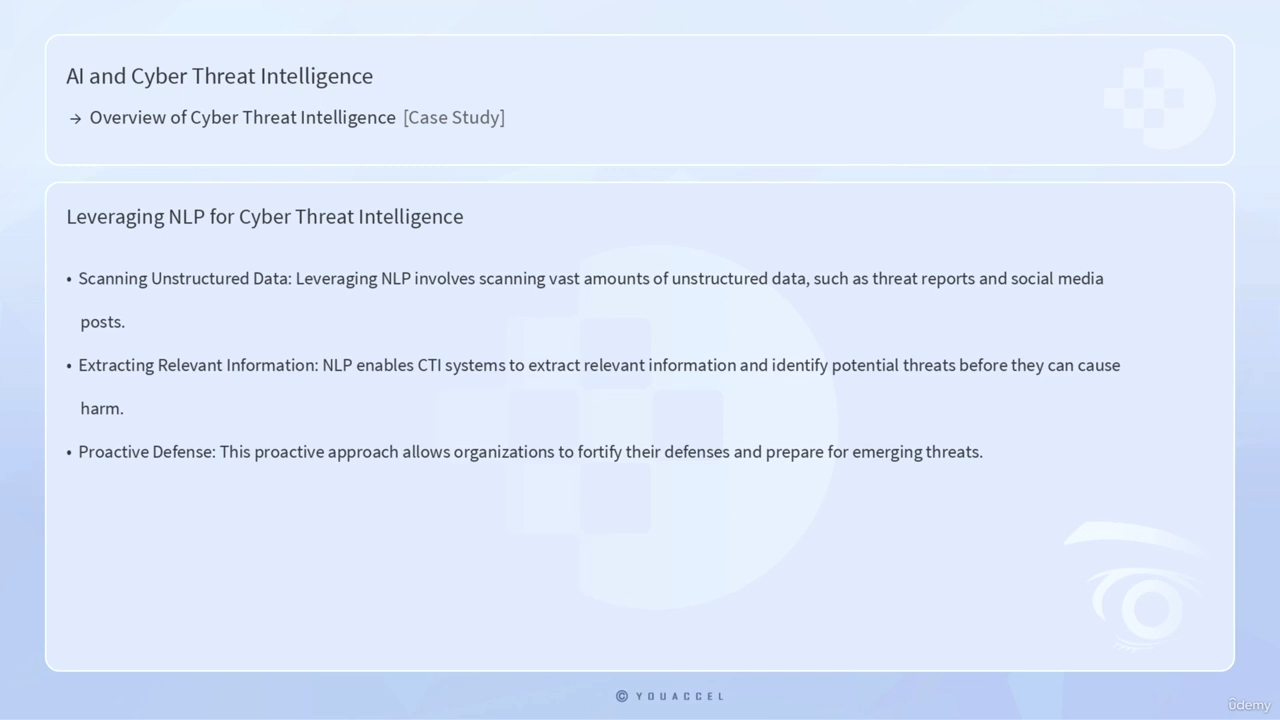 AI and Cyber Threat Intelligence
→ Overview of Cyber Threat Intelligence [Case Study]
Leveraging NLP for Cyber Threat Intelligence
• Scanning Unstructured Data: Leveraging NLP involves scanning vast amounts of unstructured data, such as threat reports and social media
posts.
• Extracting Relevant Information: NLP enables CTI systems to extract relevant information and identify potential threats before they can cause
harm.
• Proactive Defense: This proactive approach allows organizations to fortify their defenses and prepare for emerging threats.
© YOUACCEL
ûdemy